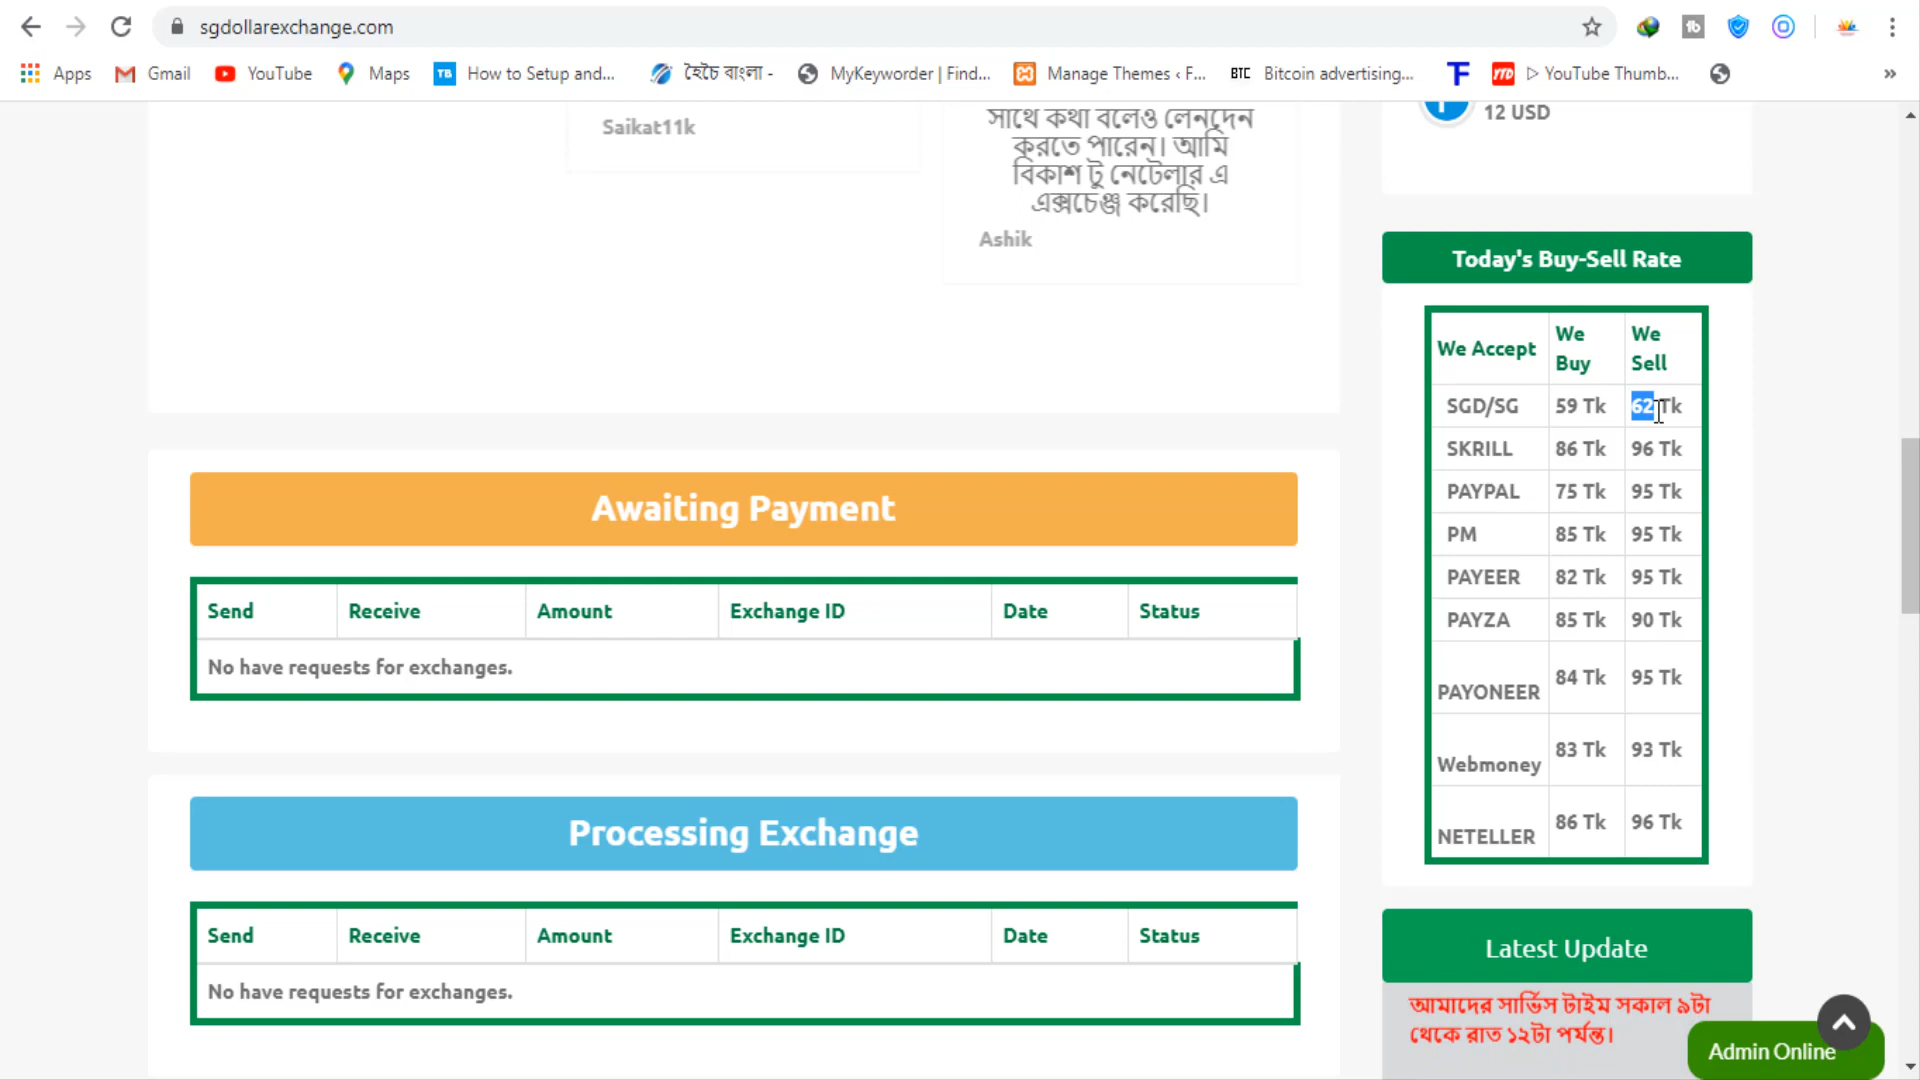 sgdollarexchange.com
Apps Gmail YouTube Maps TB How to Setup and... হৈচৈ বাংলা - MyKeyworder | Find... Manage Themes ‹ F... BTC Bitcoin advertising... YouTube Thumb... »
Saikat11k
সাথে কথা বলেও লেনদেন
করতে পারেন। আমি
বিকাশ টু নেটেলার এ
এক্সচেঞ্জ করেছি।
Ashik
12 USD
Today's Buy-Sell Rate
We Accept We Buy We Sell
SGD/SG 59 Tk 62 Tk
SKRILL 86 Tk 96 Tk
PAYPAL 75 Tk 95 Tk
PM 85 Tk 95 Tk
PAYEER 82 Tk 95 Tk
PAYZA 85 Tk 90 Tk
PAYONEER 84 Tk 95 Tk
Webmoney 83 Tk 93 Tk
NETELLER 86 Tk 96 Tk
Awaiting Payment
Send Receive Amount Exchange ID Date Status
No have requests for exchanges.
Processing Exchange
Send Receive Amount Exchange ID Date Status
No have requests for exchanges.
Latest Update
আমাদের সার্ভিস টাইম সকাল ৯টা
থেকে রাত ১২টা পর্যন্ত।
Admin Online